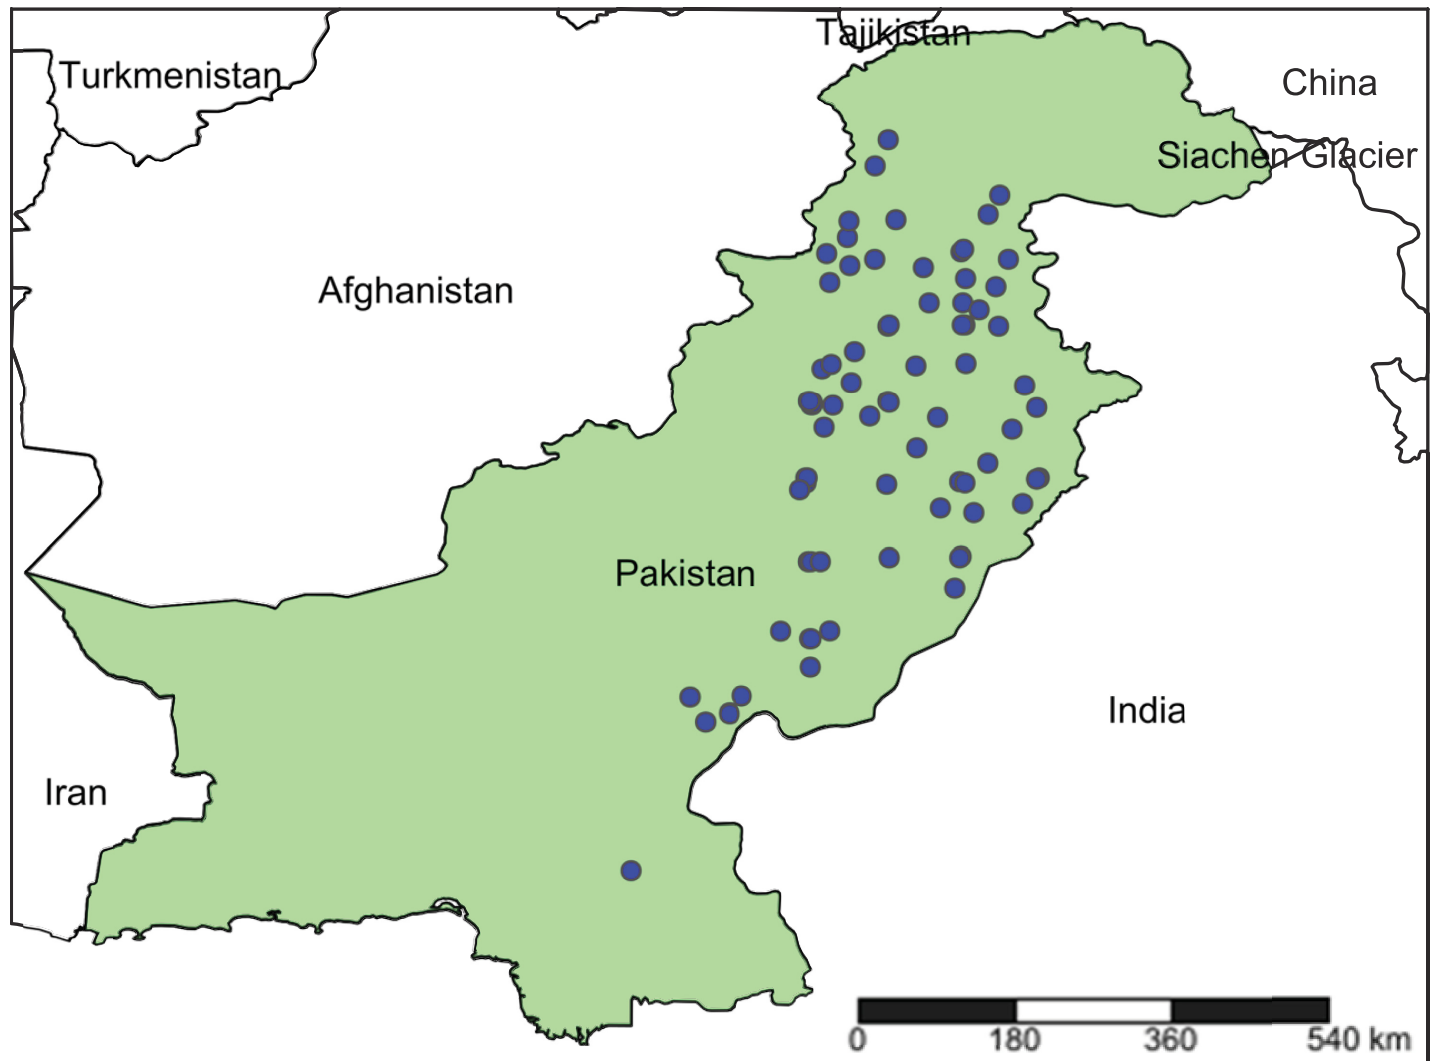 Tajikistan
Turkmenistan
China
Siachen Glacier
Afghanistan
Pakistan
India
Iran
0 180 360 540 km